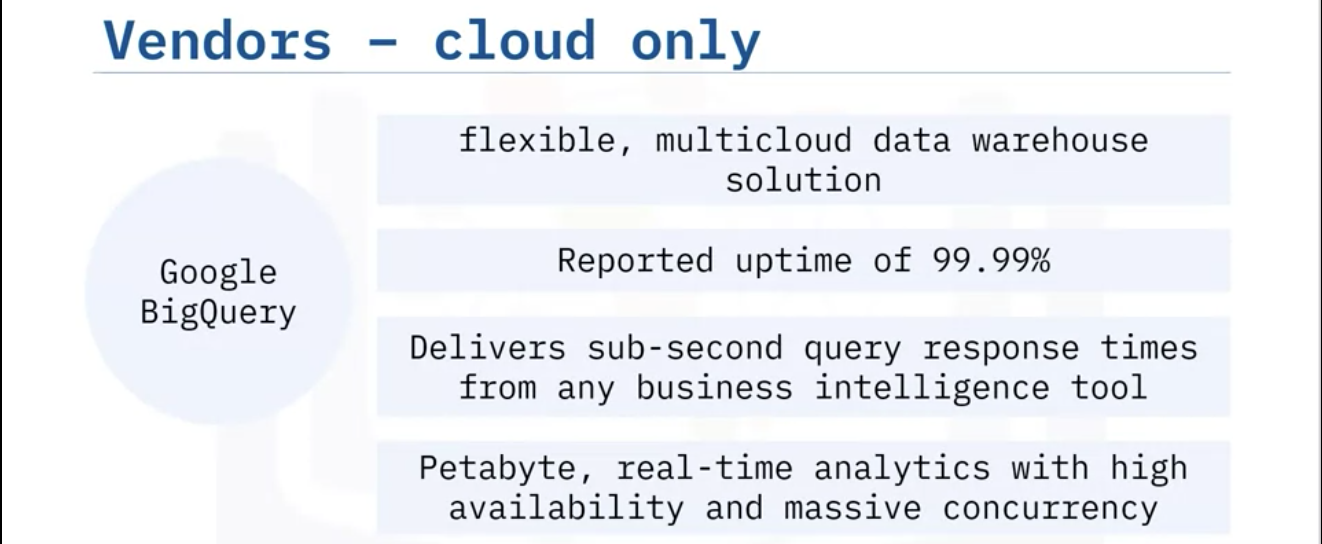 Vendors – cloud only
Google
BigQuery
flexible, multicloud data warehouse
solution
Reported uptime of 99.99%
Delivers sub-second query response times
from any business intelligence tool
Petabyte, real-time analytics with high
availability and massive concurrency